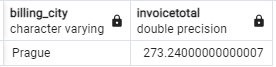 billing_city invoicetotal
character varying double precision
Prague 273.24000000000007